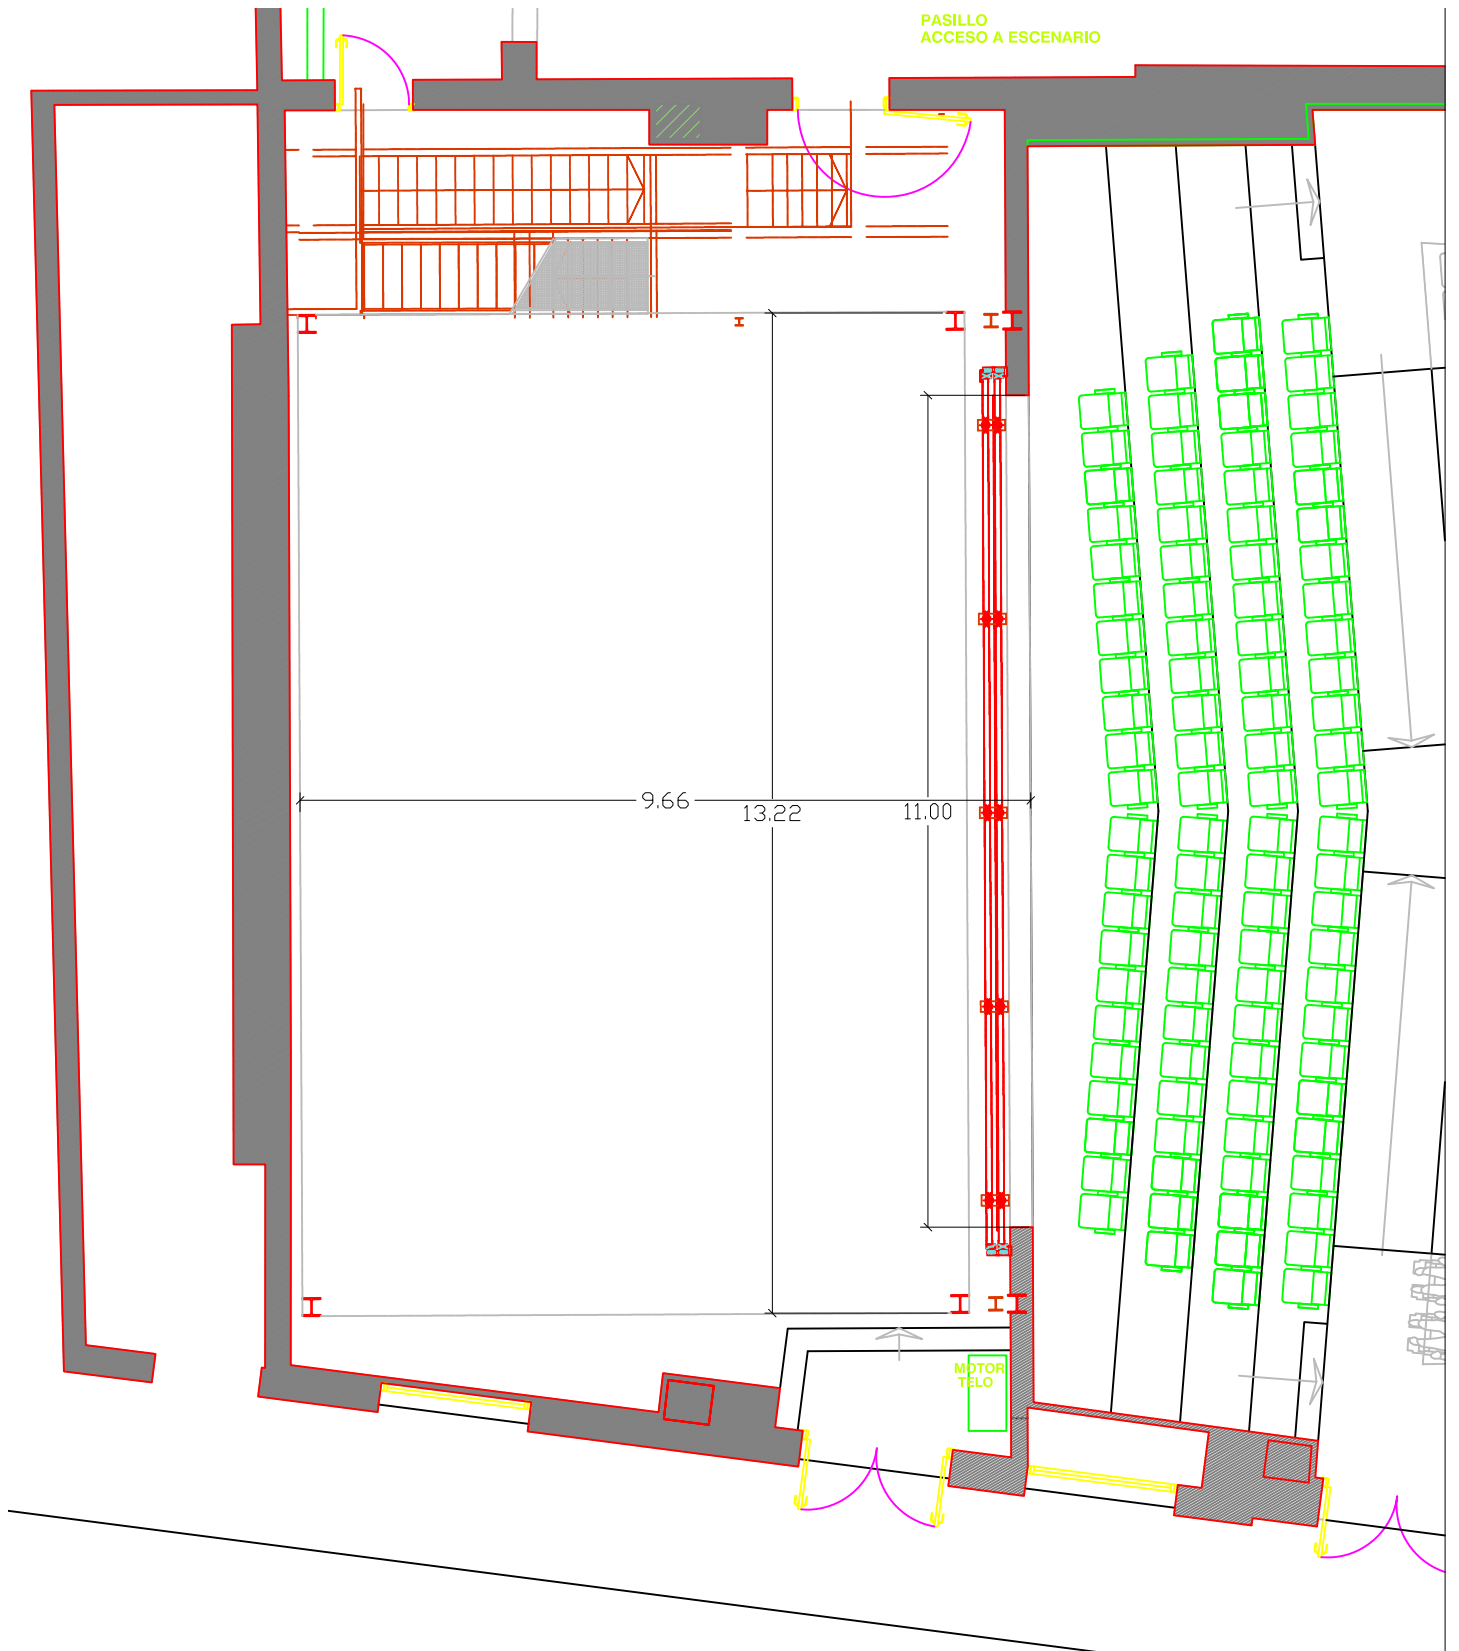 PASILLO
ACCESO A ESCENARIO
9.66
13.22
11.00
MOTOR
TELO